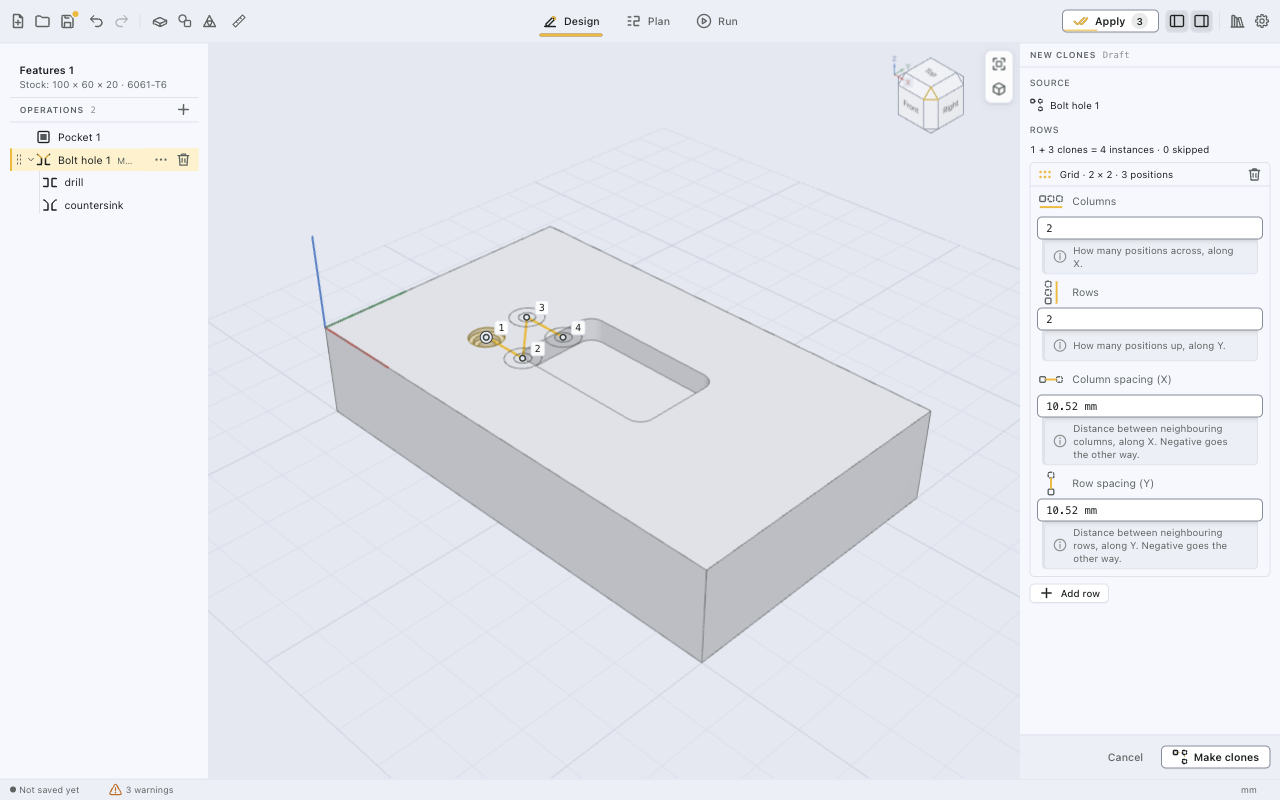 Design
Plan
Run
Apply 3
Features 1
Stock: 100 × 60 × 20 · 6061-T6
OPERATIONS 2
Pocket 1
Bolt hole 1 M...
drill
countersink
Z
Top
Front
Right
1
2
3
4
NEW CLONES Draft
SOURCE
Bolt hole 1
ROWS
1 + 3 clones = 4 instances · 0 skipped
Grid · 2 × 2 · 3 positions
Columns
2
How many positions across, along
X.
Rows
2
How many positions up, along Y.
Column spacing (X)
10.52 mm
Distance between neighbouring
columns, along X. Negative goes
the other way.
Row spacing (Y)
10.52 mm
Distance between neighbouring
rows, along Y. Negative goes the
other way.
Add row
Cancel
Make clones
Not saved yet
3 warnings
mm